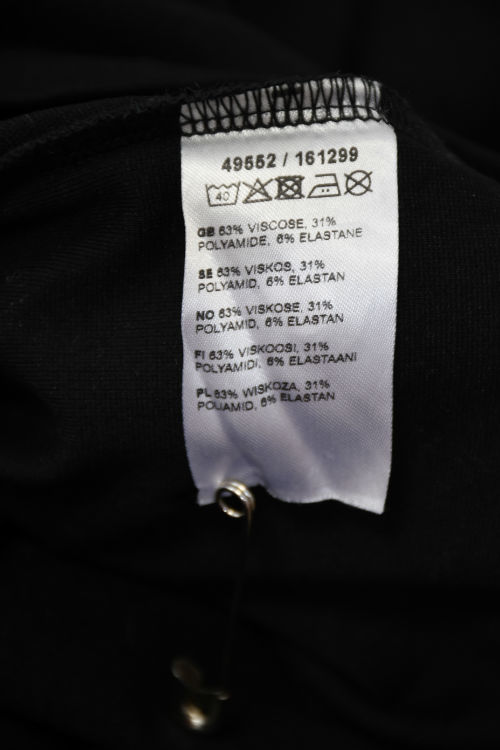 49552 / 161299
40
GB 63% VISCOSE, 31%
POLYAMIDE, 6% ELASTANE
SE 63% VISKOS, 31%
POLYAMID, 6% ELASTAN
NO 63% VISKOSE, 31%
POLYAMID, 6% ELASTAN
FI 63% VISKOOSI, 31%
POLYAMIDI, 6% ELASTAANI
PL 63% WISKOZA, 31%
POLIAMID, 6% ELASTAN